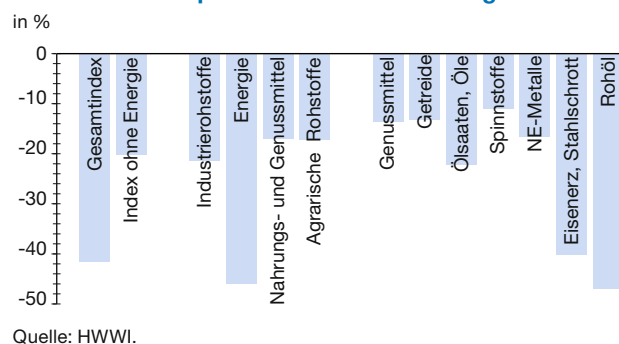 in %
0
-10
-20
-30
-40
-50
Gesamtindex
Index ohne Energie
Industrierohstoffe
Energie
Nahrungs- und Genussmittel
Agrarische Rohstoffe
Genussmittel
Getreide
Ölsaaten, Öle
Spinnstoffe
NE-Metalle
Eisenerz, Stahlschrott
Rohöl
Quelle: HWWI.